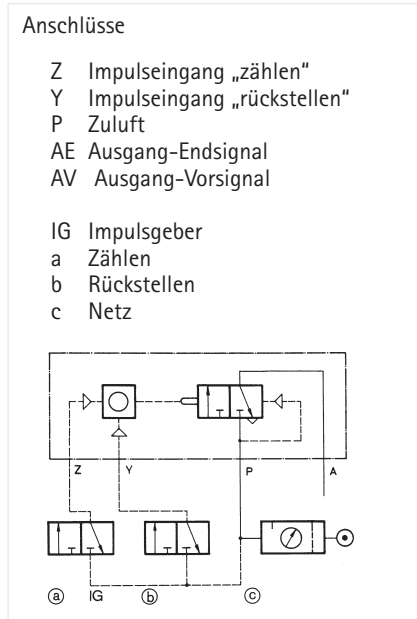 Anschlüsse
Z Impulseingang „zählen“
Y Impulseingang „rückstellen“
P Zuluft
AE Ausgang-Endsignal
AV Ausgang-Vorsignal
IG Impulsgeber
a Zählen
b Rückstellen
c Netz
Z Y P A
a IG b c